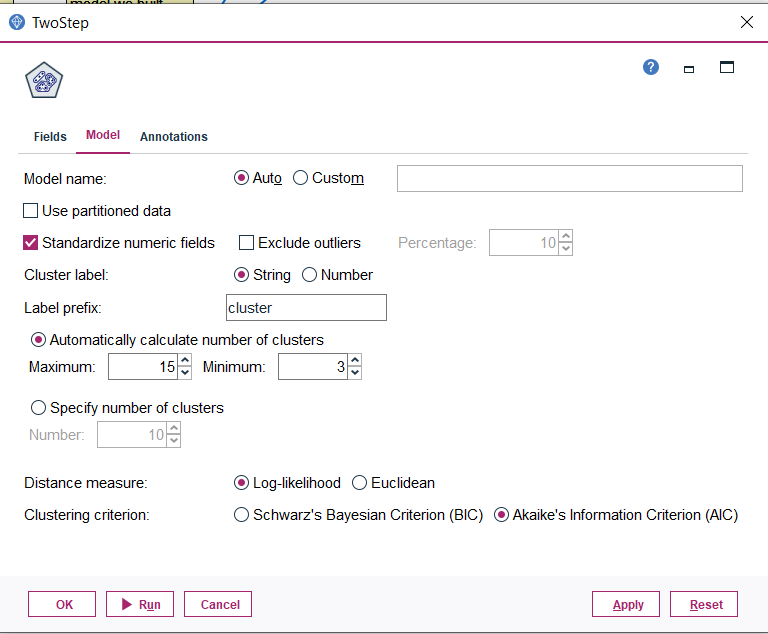 model we built
TwoStep
Fields Model Annotations
Model name: Auto Custom
Use partitioned data
Standardize numeric fields Exclude outliers Percentage: 10
Cluster label: String Number
Label prefix: cluster
Automatically calculate number of clusters
Maximum: 15 Minimum: 3
Specify number of clusters
Number: 10
Distance measure: Log-likelihood Euclidean
Clustering criterion: Schwarz's Bayesian Criterion (BIC) Akaike's Information Criterion (AIC)
OK Run Cancel Apply Reset